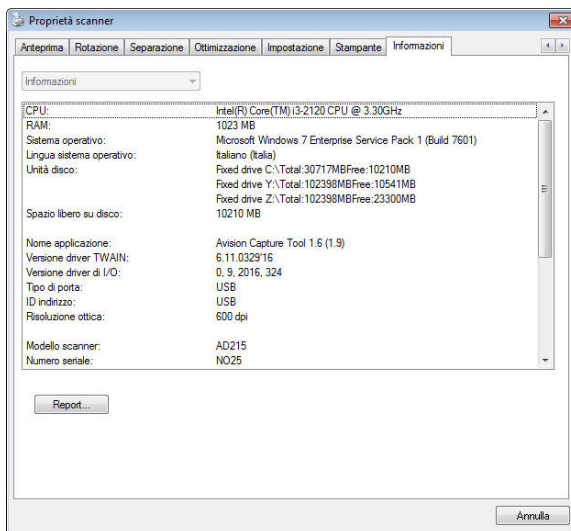 Proprietà scanner
Anteprima Rotazione Separazione Ottimizzazione Impostazione Stampante Informazioni
Informazioni
CPU: Intel(R) Core(TM) i3-2120 CPU @ 3.30GHz
RAM: 1023 MB
Sistema operativo: Microsoft Windows 7 Enterprise Service Pack 1 (Build 7601)
Lingua sistema operativo: Italiano (Italia)
Unità disco: Fixed drive C:\Total:30717MBFree:10210MB
Fixed drive Y:\Total:102398MBFree:10541MB
Fixed drive Z:\Total:102398MBFree:23300MB
Spazio libero su disco: 10210 MB
Nome applicazione: Avision Capture Tool 1.6 (1.9)
Versione driver TWAIN: 6.11.0329'16
Versione driver di I/O: 0, 9, 2016, 324
Tipo di porta: USB
ID indirizzo: USB
Risoluzione ottica: 600 dpi
Modello scanner: AD215
Numero seriale: NO25
Report...
Annulla